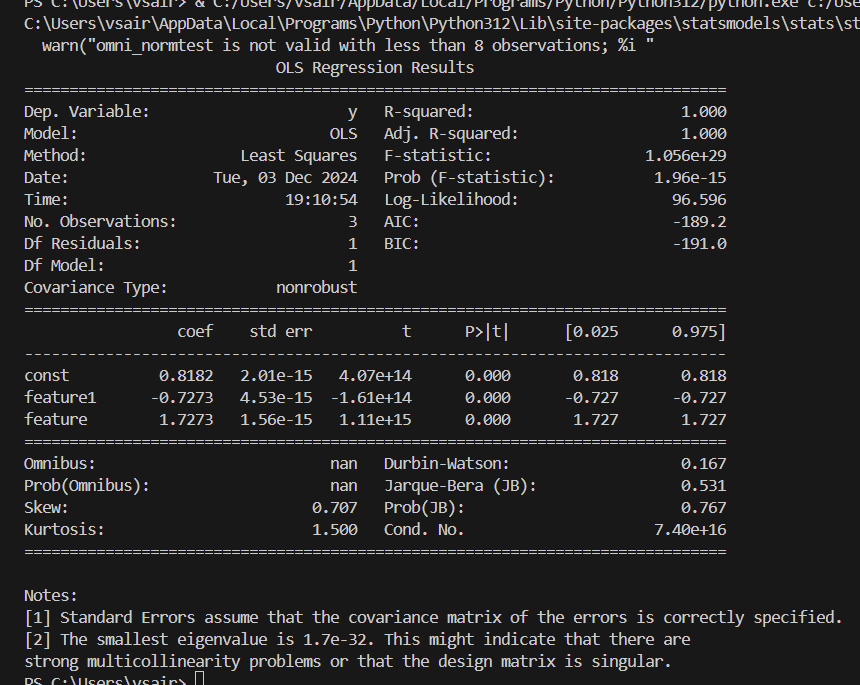 PS C:\Users\vsair> & C:/Users/vsair/AppData/Local/Programs/Python/Python312/python.exe c:/Use
C:\Users\vsair\AppData\Local\Programs\Python\Python312\Lib\site-packages\statsmodels\stats\st
warn("omni_normtest is not valid with less than 8 observations; %i "
OLS Regression Results
==============================================================================
Dep. Variable: y R-squared: 1.000
Model: OLS Adj. R-squared: 1.000
Method: Least Squares F-statistic: 1.056e+29
Date: Tue, 03 Dec 2024 Prob (F-statistic): 1.96e-15
Time: 19:10:54 Log-Likelihood: 96.596
No. Observations: 3 AIC: -189.2
Df Residuals: 1 BIC: -191.0
Df Model: 1
Covariance Type: nonrobust
==============================================================================
coef std err t P>|t| [0.025 0.975]
------------------------------------------------------------------------------
const 0.8182 2.01e-15 4.07e+14 0.000 0.818 0.818
feature1 -0.7273 4.53e-15 -1.61e+14 0.000 -0.727 -0.727
feature 1.7273 1.56e-15 1.11e+15 0.000 1.727 1.727
==============================================================================
Omnibus: nan Durbin-Watson: 0.167
Prob(Omnibus): nan Jarque-Bera (JB): 0.531
Skew: 0.707 Prob(JB): 0.767
Kurtosis: 1.500 Cond. No. 7.40e+16
==============================================================================
Notes:
[1] Standard Errors assume that the covariance matrix of the errors is correctly specified.
[2] The smallest eigenvalue is 1.7e-32. This might indicate that there are
strong multicollinearity problems or that the design matrix is singular.
PS C:\Users\vsair>